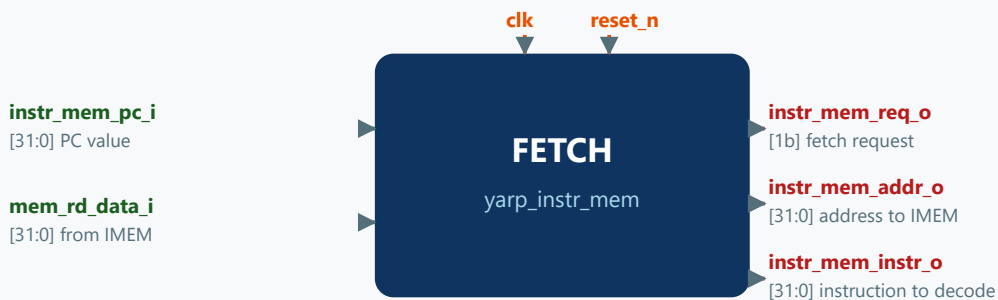 clk
reset_n
instr_mem_pc_i
[31:0] PC value
mem_rd_data_i
[31:0] from IMEM
FETCH
yarp_instr_mem
instr_mem_req_o
[1b] fetch request
instr_mem_addr_o
[31:0] address to IMEM
instr_mem_instr_o
[31:0] instruction to decode